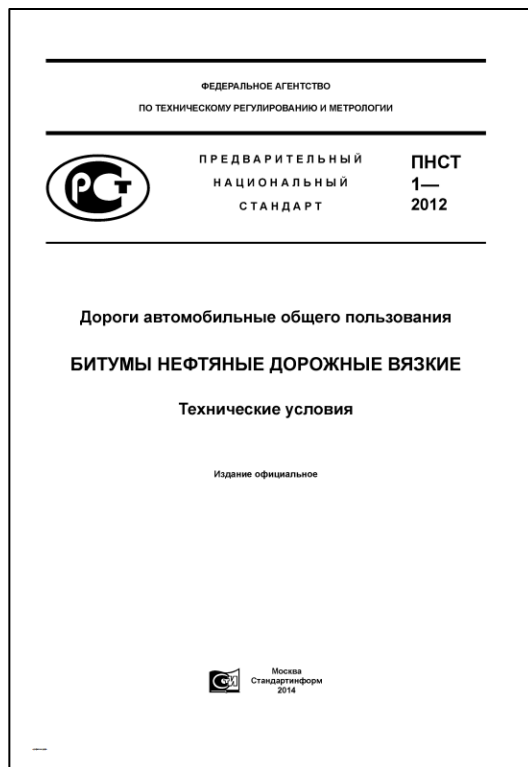 ФЕДЕРАЛЬНОЕ АГЕНТСТВО
ПО ТЕХНИЧЕСКОМУ РЕГУЛИРОВАНИЮ И МЕТРОЛОГИИ
ПРЕДВАРИТЕЛЬНЫЙ
НАЦИОНАЛЬНЫЙ
СТАНДАРТ
ПНСТ
1—
2012
Дороги автомобильные общего пользования
БИТУМЫ НЕФТЯНЫЕ ДОРОЖНЫЕ ВЯЗКИЕ
Технические условия
Издание официальное
Москва
Стандартинформ
2014